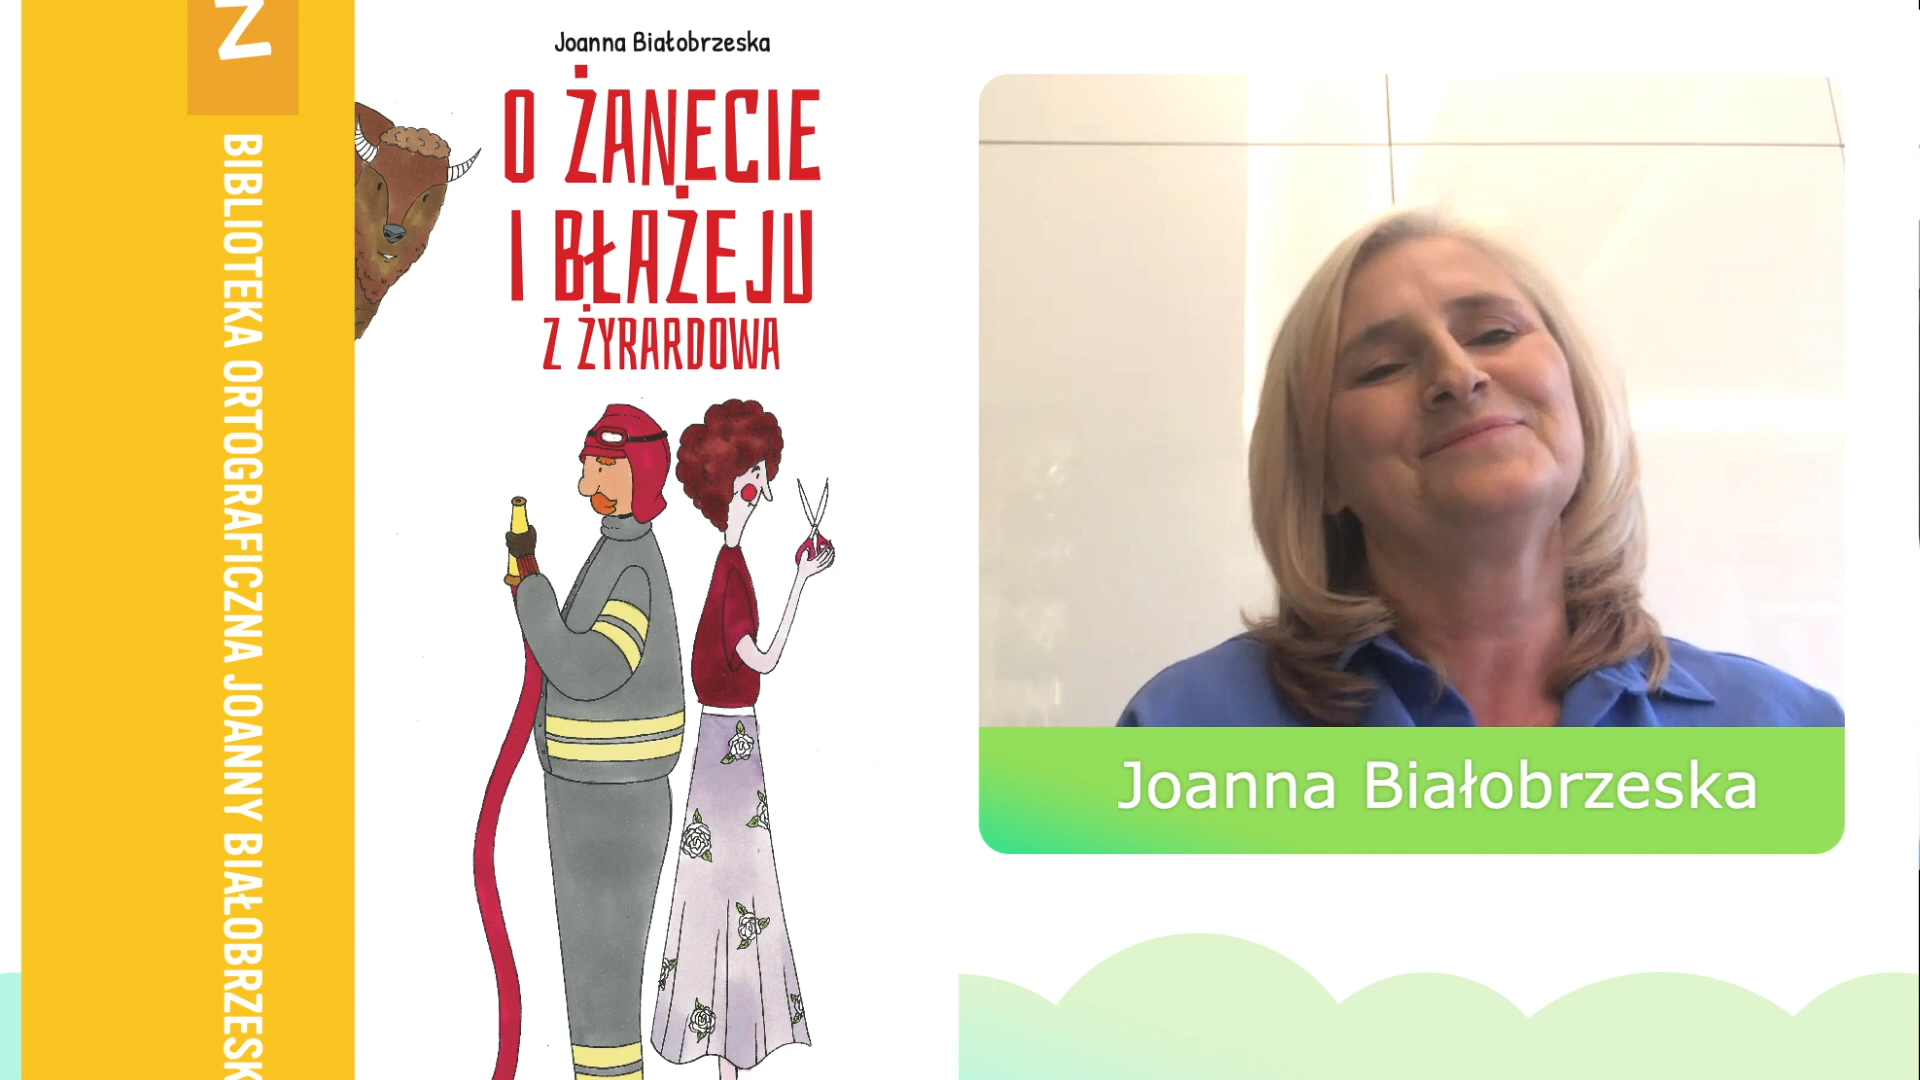 Ż
BIBLIOTEKA ORTOGRAFICZNA JOANNY BIAŁOBRZESK
Joanna Białobrzeska
O ŻANECIE
I BŁAŻEJU
Z ŻYRARDOWA
Joanna Białobrzeska